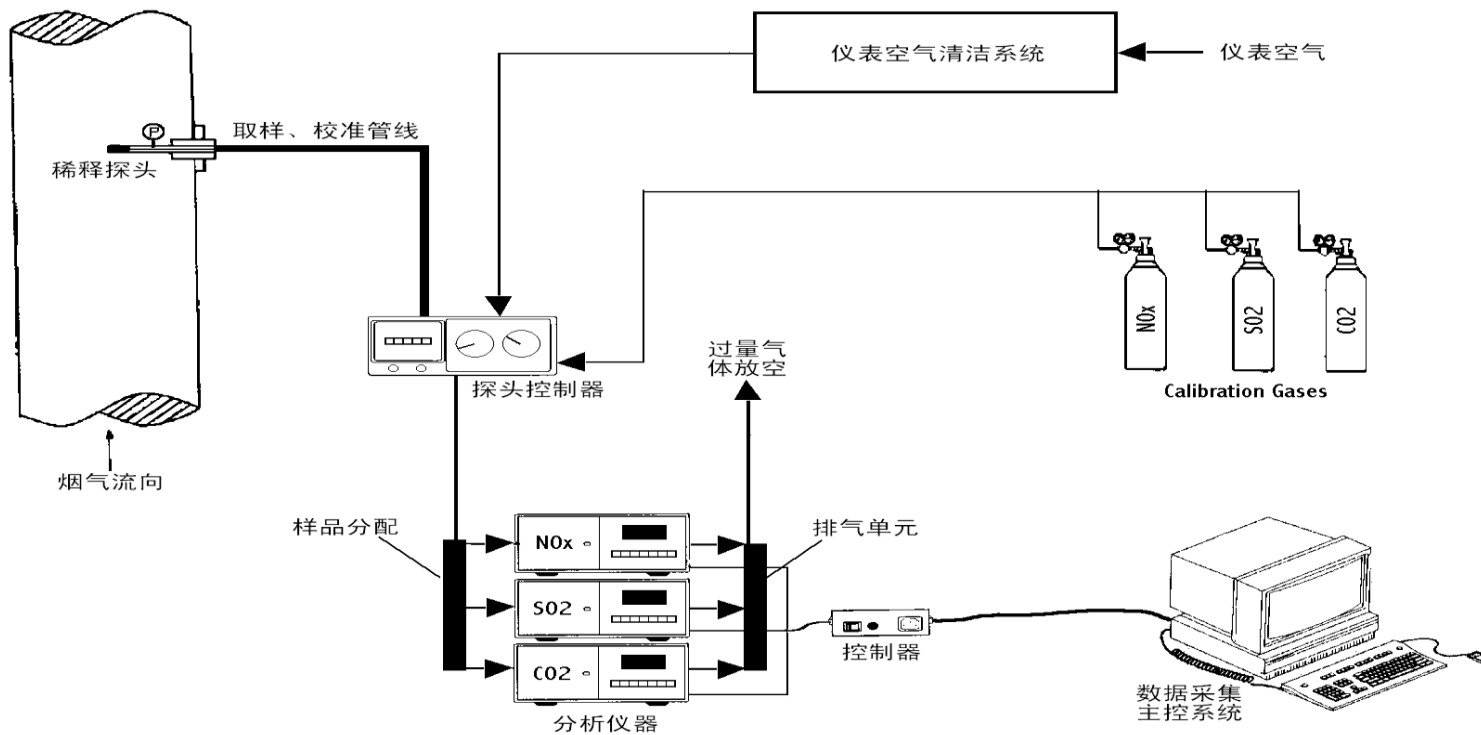 仪表空气清洁系统
仪表空气
取样、校准管线
P
稀释探头
NOx
SO2
CO2
Calibration Gases
过量气
体放空
探头控制器
烟气流向
样品分配
排气单元
NOx
SO2
CO2
控制器
分析仪器
数据采集
主控系统